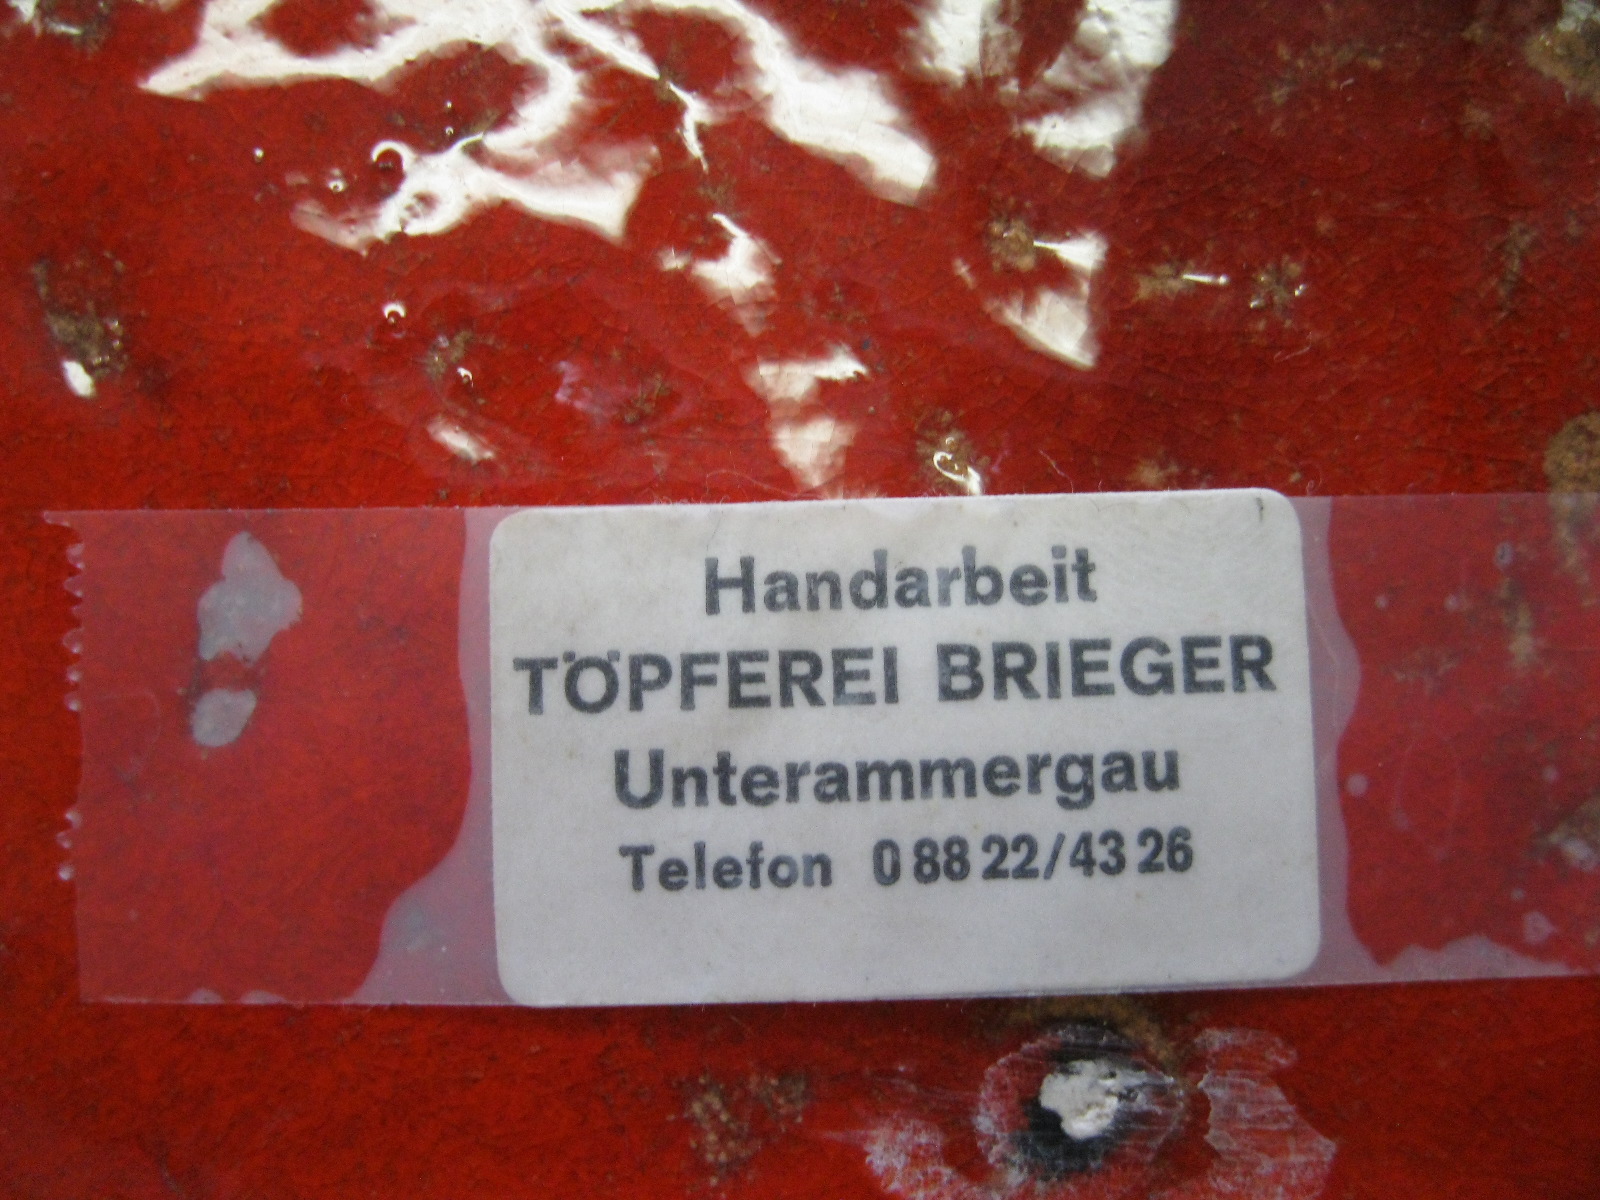 Handarbeit
TÖPFEREI BRIEGER
Unterammergau
Telefon 0 88 22/43 26